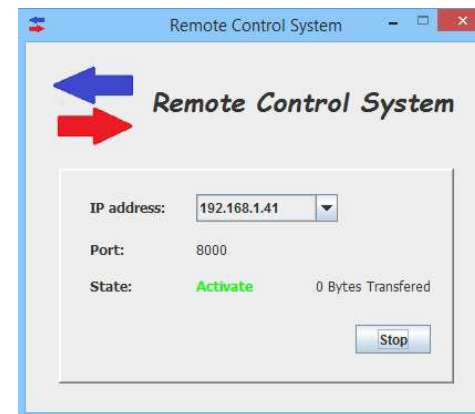 Remote Control System
Remote Control System
IP address: 192.168.1.41
Port: 8000
State: Activate 0 Bytes Transfered
Stop